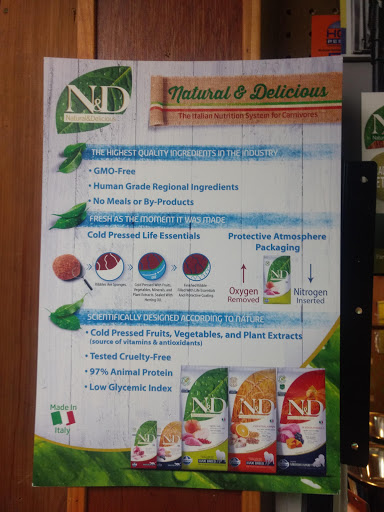 N&D
Natural&Delicious
Natural & Delicious
The Italian Nutrition System for Carnivores
THE HIGHEST QUALITY INGREDIENTS IN THE INDUSTRY
• GMO-Free
• Human Grade Regional Ingredients
• No Meals or By-Products
FRESH AS THE MOMENT IT WAS MADE
Cold Pressed Life Essentials
Protective Atmosphere
Packaging
N&D
Oxygen
Removed
Nitrogen
Inserted
SCIENTIFICALLY DESIGNED ACCORDING TO NATURE
• Cold Pressed Fruits, Vegetables, and Plant Extracts
(source of vitamins & antioxidants)
• Tested Cruelty-Free
• 97% Animal Protein
• Low Glycemic Index
Made In
Italy
N&D
N&D
N&D